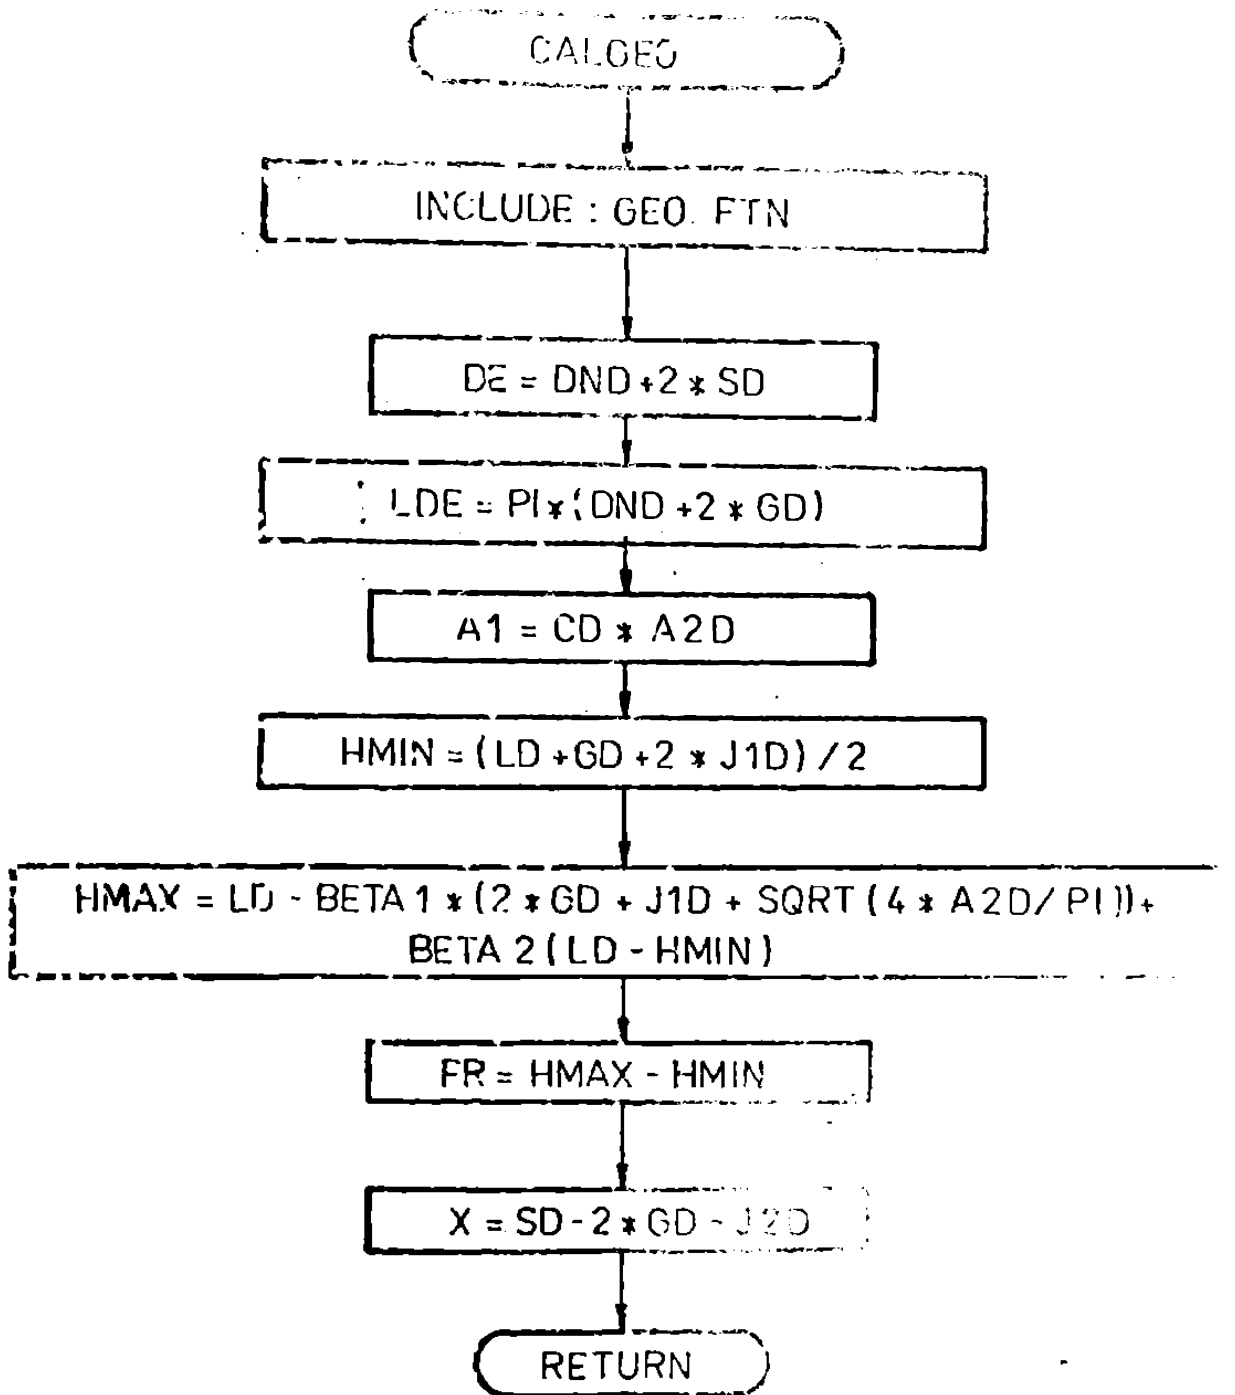 CALGEO
INCLUDE : GEO. FTN
DE = DND +2 * SD
LDE = PI * (DND +2 * GD)
A1 = CD * A2D
HMIN = (LD +GD +2 * J1D) / 2
HMAX = LD - BETA 1 * (2 * GD + J1D + SQRT (4 * A2D / PI)) +
BETA 2 (LD - HMIN)
FR = HMAX - HMIN
X = SD - 2 * GD - J2D
RETURN